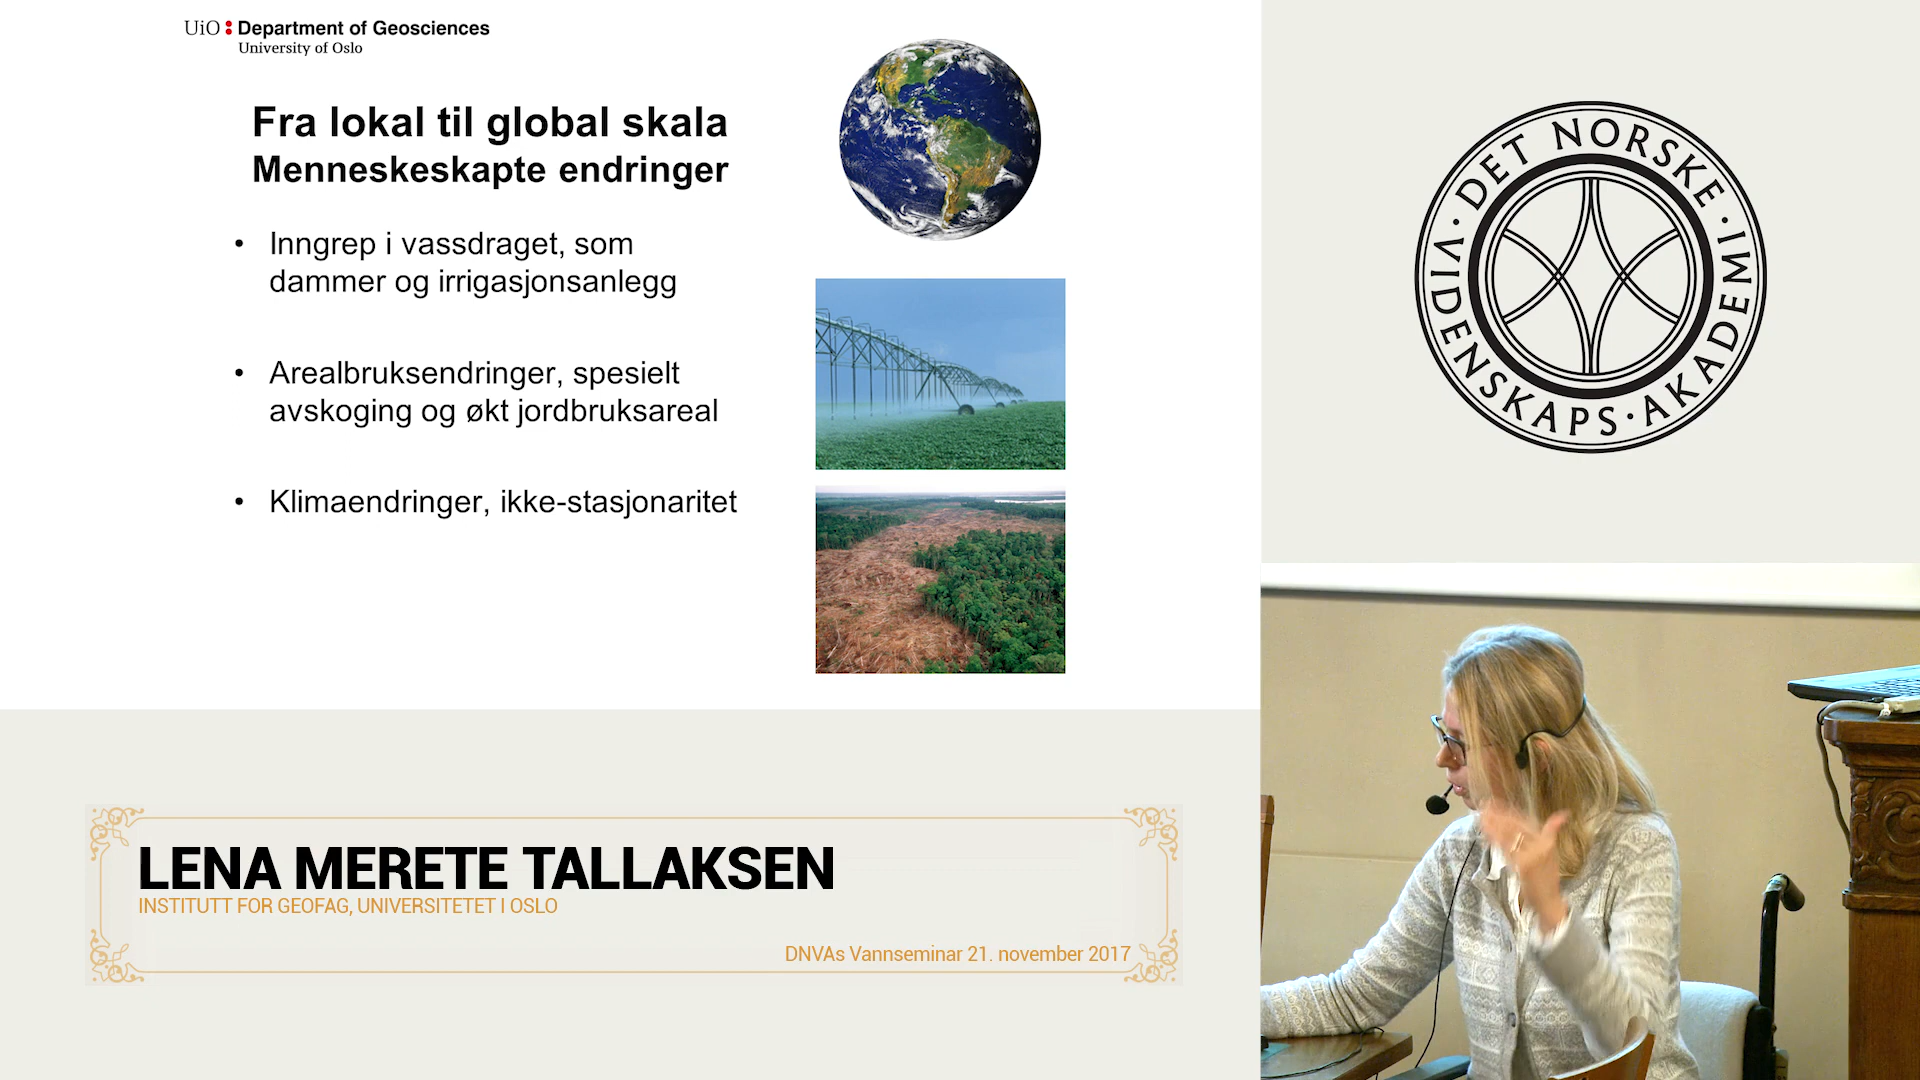 UiO Department of Geosciences
University of Oslo
Fra lokal til global skala
Menneskeskapte endringer
• Inngrep i vassdraget, som
dammer og irrigasjonsanlegg
• Arealbruksendringer, spesielt
avskoging og økt jordbruksareal
• Klimaendringer, ikke-stasjonaritet
DET NORSKE · VIDENSKAPS · AKADEMI ·
LENA MERETE TALLAKSEN
INSTITUTT FOR GEOFAG, UNIVERSITETET I OSLO
DNVAs Vannseminar 21. november 2017